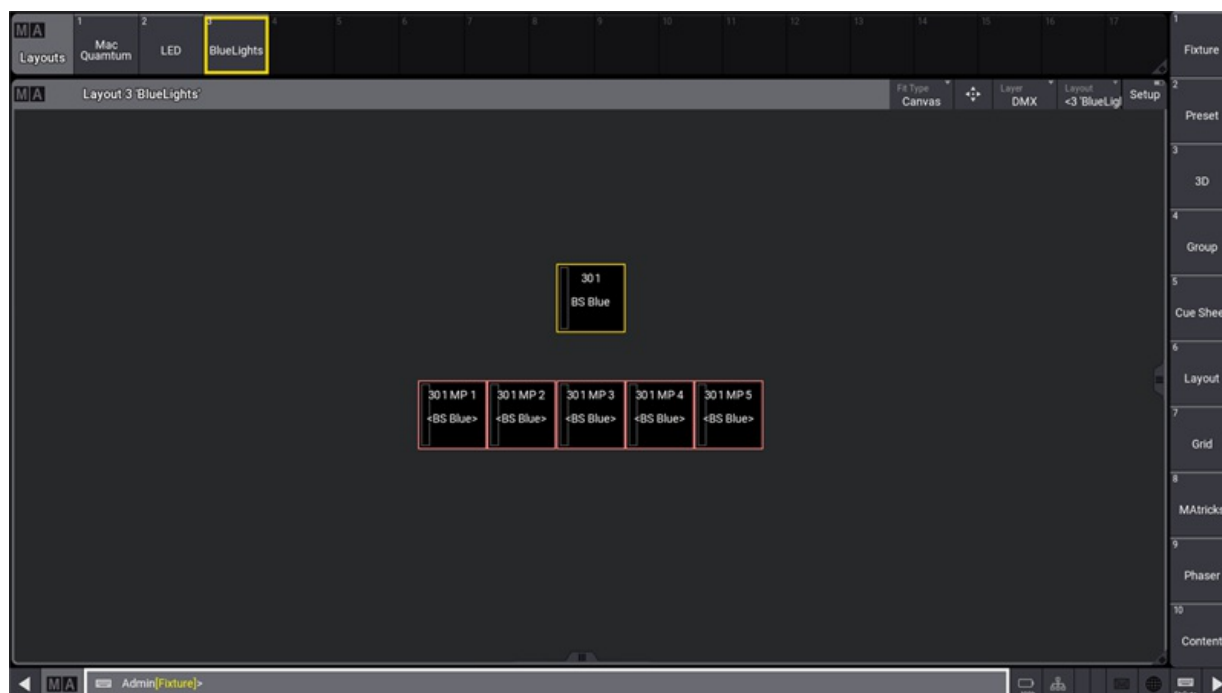 MA
Layouts
1
Mac
Quamtum
2
LED
3
BlueLights
4
5
6
7
8
9
10
11
12
13
14
15
16
17
MA
Layout 3 'BlueLights'
Fit Type
Canvas
Layer
DMX
Layout
<3 'BlueLigl
Setup
301
BS Blue
301 MP 1
<BS Blue>
301 MP 2
<BS Blue>
301 MP 3
<BS Blue>
301 MP 4
<BS Blue>
301 MP 5
<BS Blue>
1
Fixture
2
Preset
3
3D
4
Group
5
Cue Shee
6
Layout
7
Grid
8
MAtricks
9
Phaser
10
Content
MA
Admin[Fixture]>